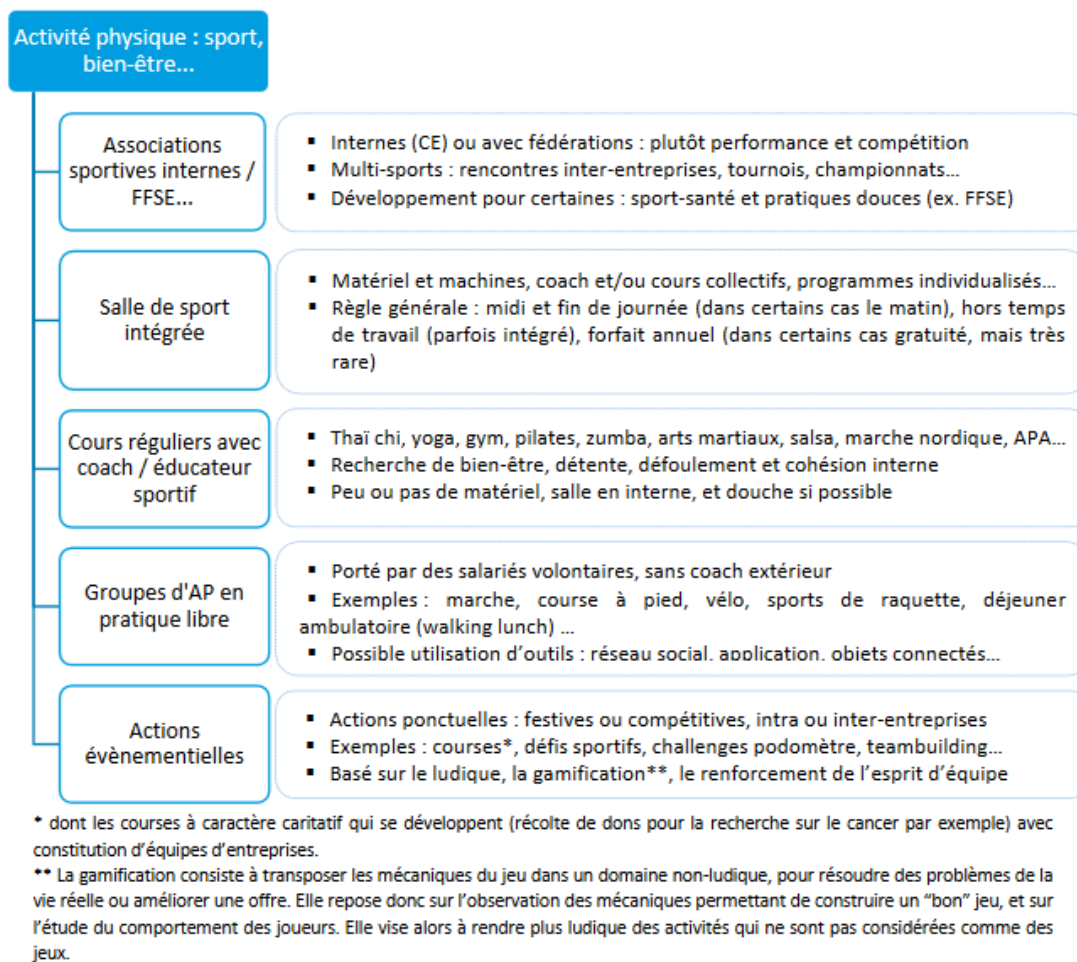 Activité physique : sport,
bien-être...
Associations
sportives internes /
FFSE...
▪ Internes (CE) ou avec fédérations : plutôt performance et compétition
▪ Multi-sports : rencontres inter-entreprises, tournois, championnats...
▪ Développement pour certaines : sport-santé et pratiques douces (ex. FFSE)
Salle de sport
intégrée
▪ Matériel et machines, coach et/ou cours collectifs, programmes individualisés...
▪ Règle générale : midi et fin de journée (dans certains cas le matin), hors temps
de travail (parfois intégré), forfait annuel (dans certains cas gratuité, mais très
rare)
Cours réguliers avec
coach / éducateur
sportif
▪ Thaï chi, yoga, gym, pilates, zumba, arts martiaux, salsa, marche nordique, APA...
▪ Recherche de bien-être, détente, défoulement et cohésion interne
▪ Peu ou pas de matériel, salle en interne, et douche si possible
Groupes d'AP en
pratique libre
▪ Porté par des salariés volontaires, sans coach extérieur
▪ Exemples : marche, course à pied, vélo, sports de raquette, déjeuner
ambulatoire (walking lunch) ...
▪ Possible utilisation d'outils : réseau social, application, objets connectés...
Actions
évènementielles
▪ Actions ponctuelles : festives ou compétitives, intra ou inter-entreprises
▪ Exemples : courses*, défis sportifs, challenges podomètre, teambuilding...
▪ Basé sur le ludique, la gamification**, le renforcement de l'esprit d'équipe
* dont les courses à caractère caritatif qui se développent (récolte de dons pour la recherche sur le cancer par exemple) avec
constitution d'équipes d'entreprises.
** La gamification consiste à transposer les mécaniques du jeu dans un domaine non-ludique, pour résoudre des problèmes de la
vie réelle ou améliorer une offre. Elle repose donc sur l'observation des mécaniques permettant de construire un "bon" jeu, et sur
l'étude du comportement des joueurs. Elle vise alors à rendre plus ludique des activités qui ne sont pas considérées comme des
jeux.